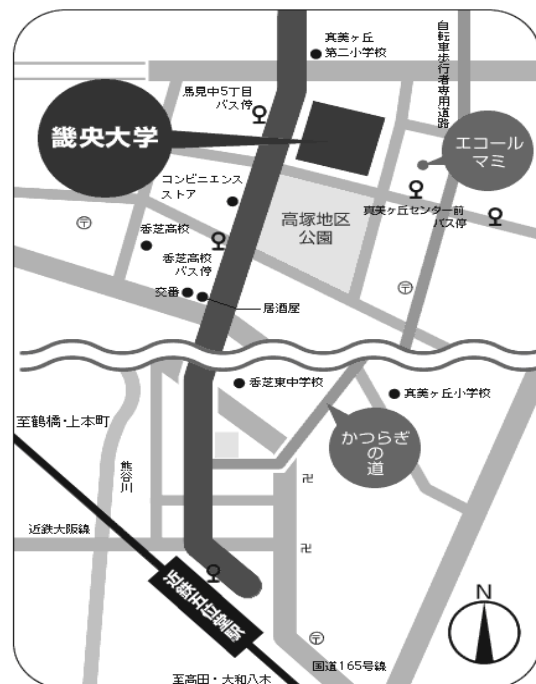 真美ヶ丘
第二小学校
自転車歩行者専用道路
馬見中5丁目
バス停
畿央大学
エコール
マミ
コンビニエンス
ストア
真美ヶ丘センター前
バス停
高塚地区
公園
香芝高校
香芝高校
バス停
交番
居酒屋
香芝東中学校
真美ヶ丘小学校
至鶴橋・上本町
かつらぎ
の道
熊谷川
近鉄大阪線
近鉄五位堂駅
N
国道165号線
至高田・大和八木